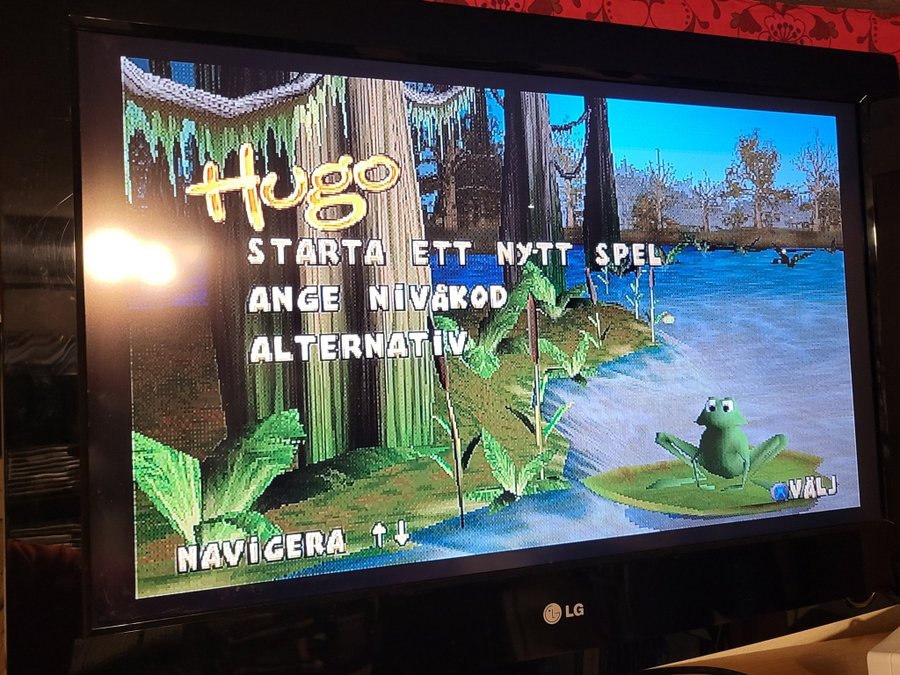 Hugo
STARTA ETT NYTT SPEL
ANGE NIVÅKOD
ALTERNATIV
VÄLJ
NAVIGERA ↑↓
LG